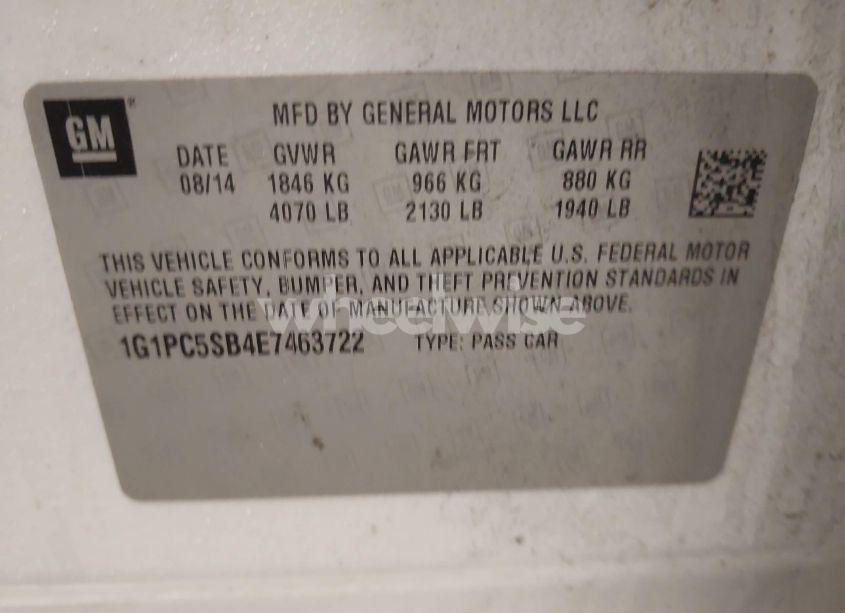 GM
MFD BY GENERAL MOTORS LLC
DATE GVWR GAWR FRT GAWR RR
08/14 1846 KG 966 KG 880 KG
4070 LB 2130 LB 1940 LB
THIS VEHICLE CONFORMS TO ALL APPLICABLE U.S. FEDERAL MOTOR
VEHICLE SAFETY, BUMPER, AND THEFT PREVENTION STANDARDS IN
EFFECT ON THE DATE OF MANUFACTURE SHOWN ABOVE.
wheelwise
1G1PC5SB4E7463722 TYPE: PASS CAR